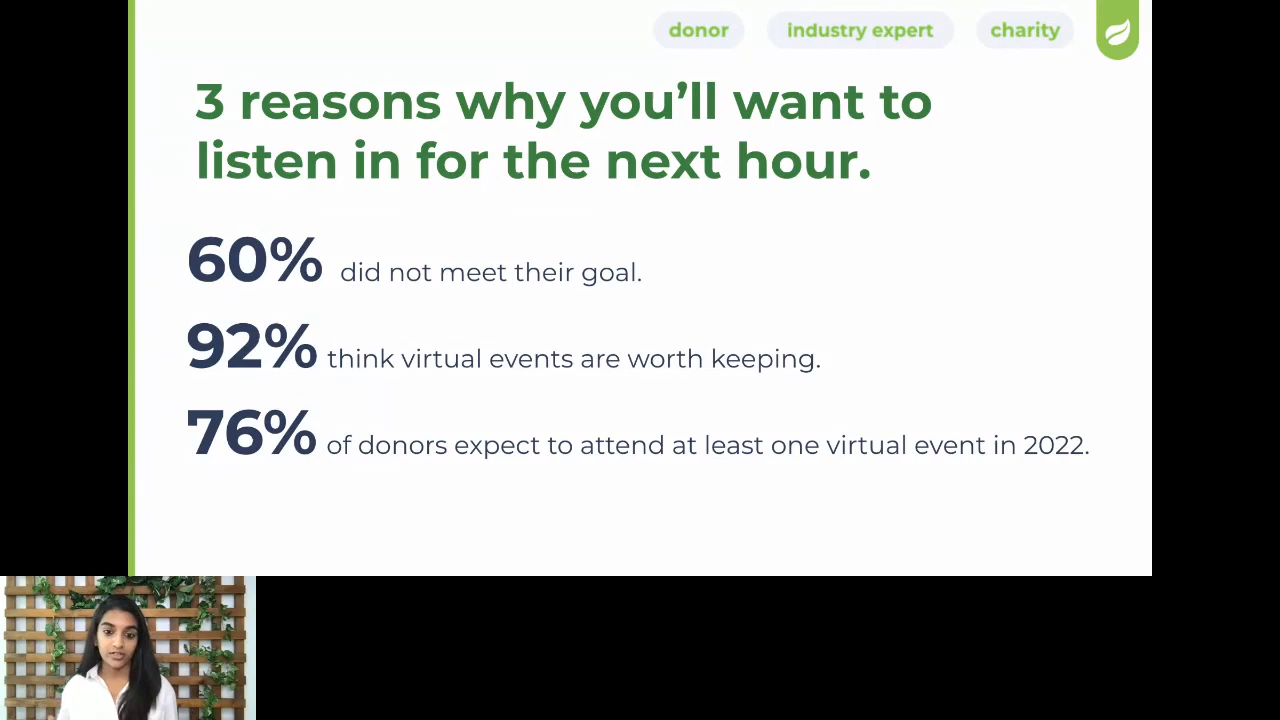 donor industry expert charity
3 reasons why you’ll want to
listen in for the next hour.
60% did not meet their goal.
92% think virtual events are worth keeping.
76% of donors expect to attend at least one virtual event in 2022.